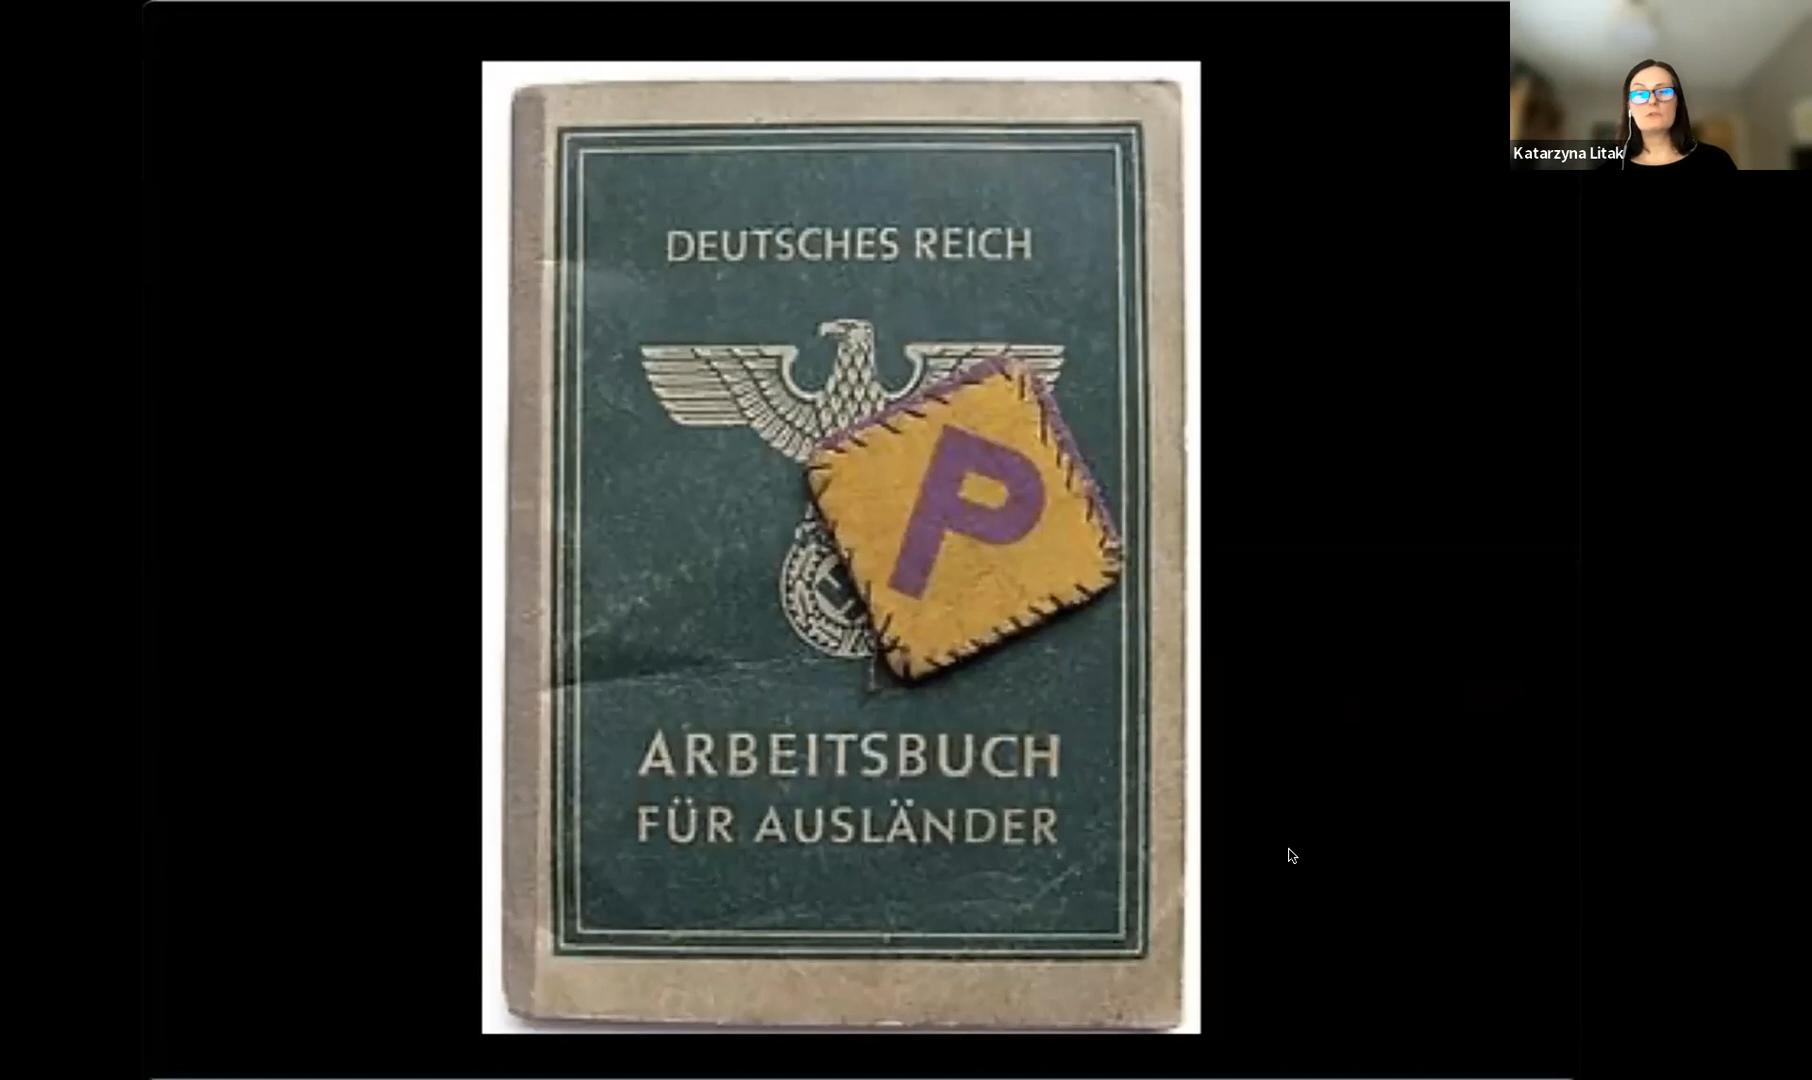 DEUTSCHES REICH
P
ARBEITSBUCH
FÜR AUSLÄNDER
Katarzyna Litak